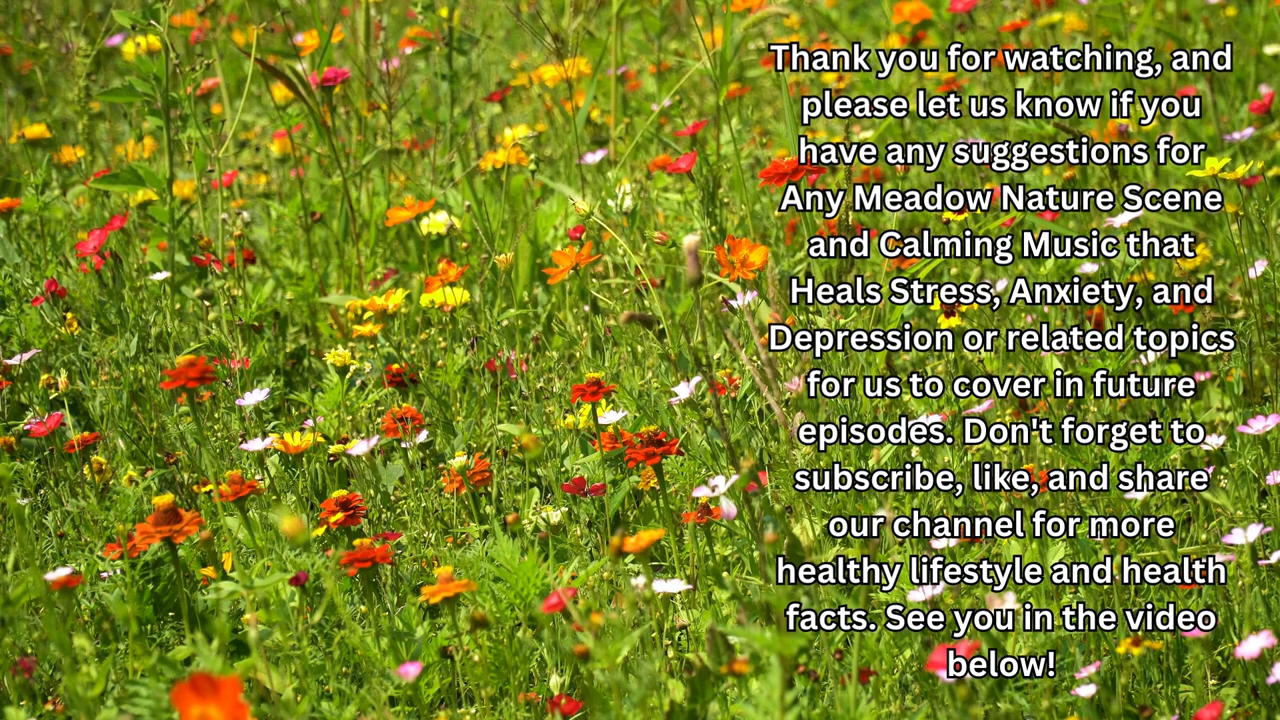 Thank you for watching, and
please let us know if you
have any suggestions for
Any Meadow Nature Scene
and Calming Music that
Heals Stress, Anxiety, and
Depression or related topics
for us to cover in future
episodes. Don't forget to
subscribe, like, and share
our channel for more
healthy lifestyle and health
facts. See you in the video
below!